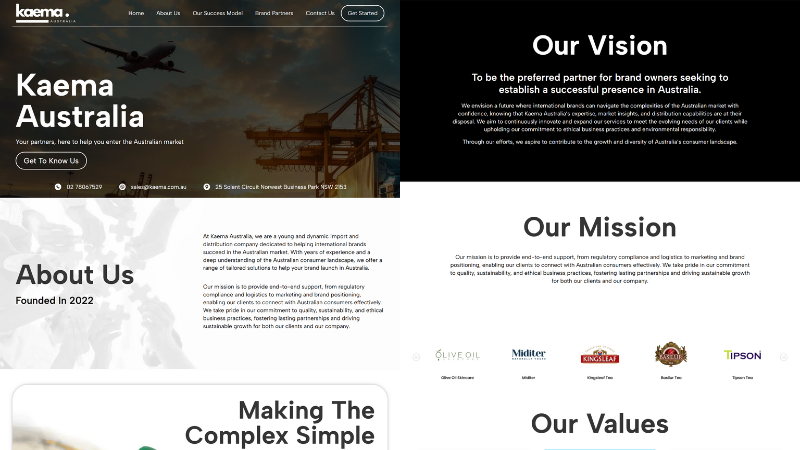 kaema.
AUSTRALIA
Home About Us Our Success Model Brand Partners Contact Us Get Started
Kaema
Australia
Your partners, here to help you enter the Australian market
Get To Know Us
02 78067529 sales@kaema.com.au 25 Solent Circuit Norwest Business Park NSW 2153
About Us
Founded In 2022
At Kaema Australia, we are a young and dynamic import and
distribution company dedicated to helping international brands
succeed in the Australian market. With years of experience and a
deep understanding of the Australian consumer landscape, we offer a
range of tailored solutions to help your brand launch in Australia.
Our mission is to provide end-to-end support, from regulatory
compliance and logistics to marketing and brand positioning,
enabling our clients to connect with Australian consumers effectively.
We take pride in our commitment to quality, sustainability, and ethical
business practices, fostering lasting partnerships and driving
sustainable growth for both our clients and our company.
Making The
Complex Simple
Our Vision
To be the preferred partner for brand owners seeking to
establish a successful presence in Australia.
We envision a future where international brands can navigate the complexities of the Australian market with
confidence, knowing that Kaema Australia's expertise, market insights, and distribution capabilities are at their
disposal. We aim to continuously innovate and expand our services to meet the evolving needs of our clients while
upholding our commitment to ethical business practices and environmental responsibility.
Through our efforts, we aspire to contribute to the growth and diversity of Australia's consumer landscape.
Our Mission
Our mission is to provide end-to-end support, from regulatory compliance and logistics to marketing and brand
positioning, enabling our clients to connect with Australian consumers effectively. We take pride in our commitment
to quality, sustainability, and ethical business practices, fostering lasting partnerships and driving sustainable growth
for both our clients and our company.
OLIVE OIL
Miditer
KINGSLEAF
BASILUR
TIPSON
Olive Oil Skincare
Miditer
Kingsleaf Tea
Basilur Tea
Tipson Tea
Our Values